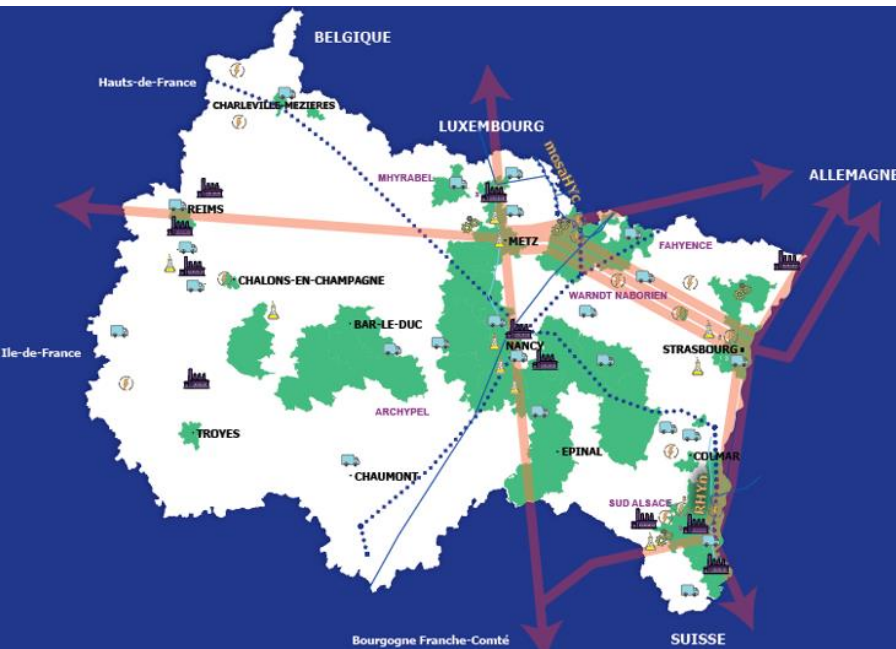 BELGIQUE
Hauts-de-France
CHARLEVILLE-MEZIERES
LUXEMBOURG
mosaHYc
MHYRABEL
ALLEMAGNE
REIMS
METZ
FAHYENCE
CHALONS-EN-CHAMPAGNE
WARNDT NABORIEN
BAR-LE-DUC
NANCY
STRASBOURG
Ile-de-France
ARCHYPEL
TROYES
EPINAL
COLMAR
CHAUMONT
RHYn
SUD ALSACE
Bourgogne Franche-Comté
SUISSE